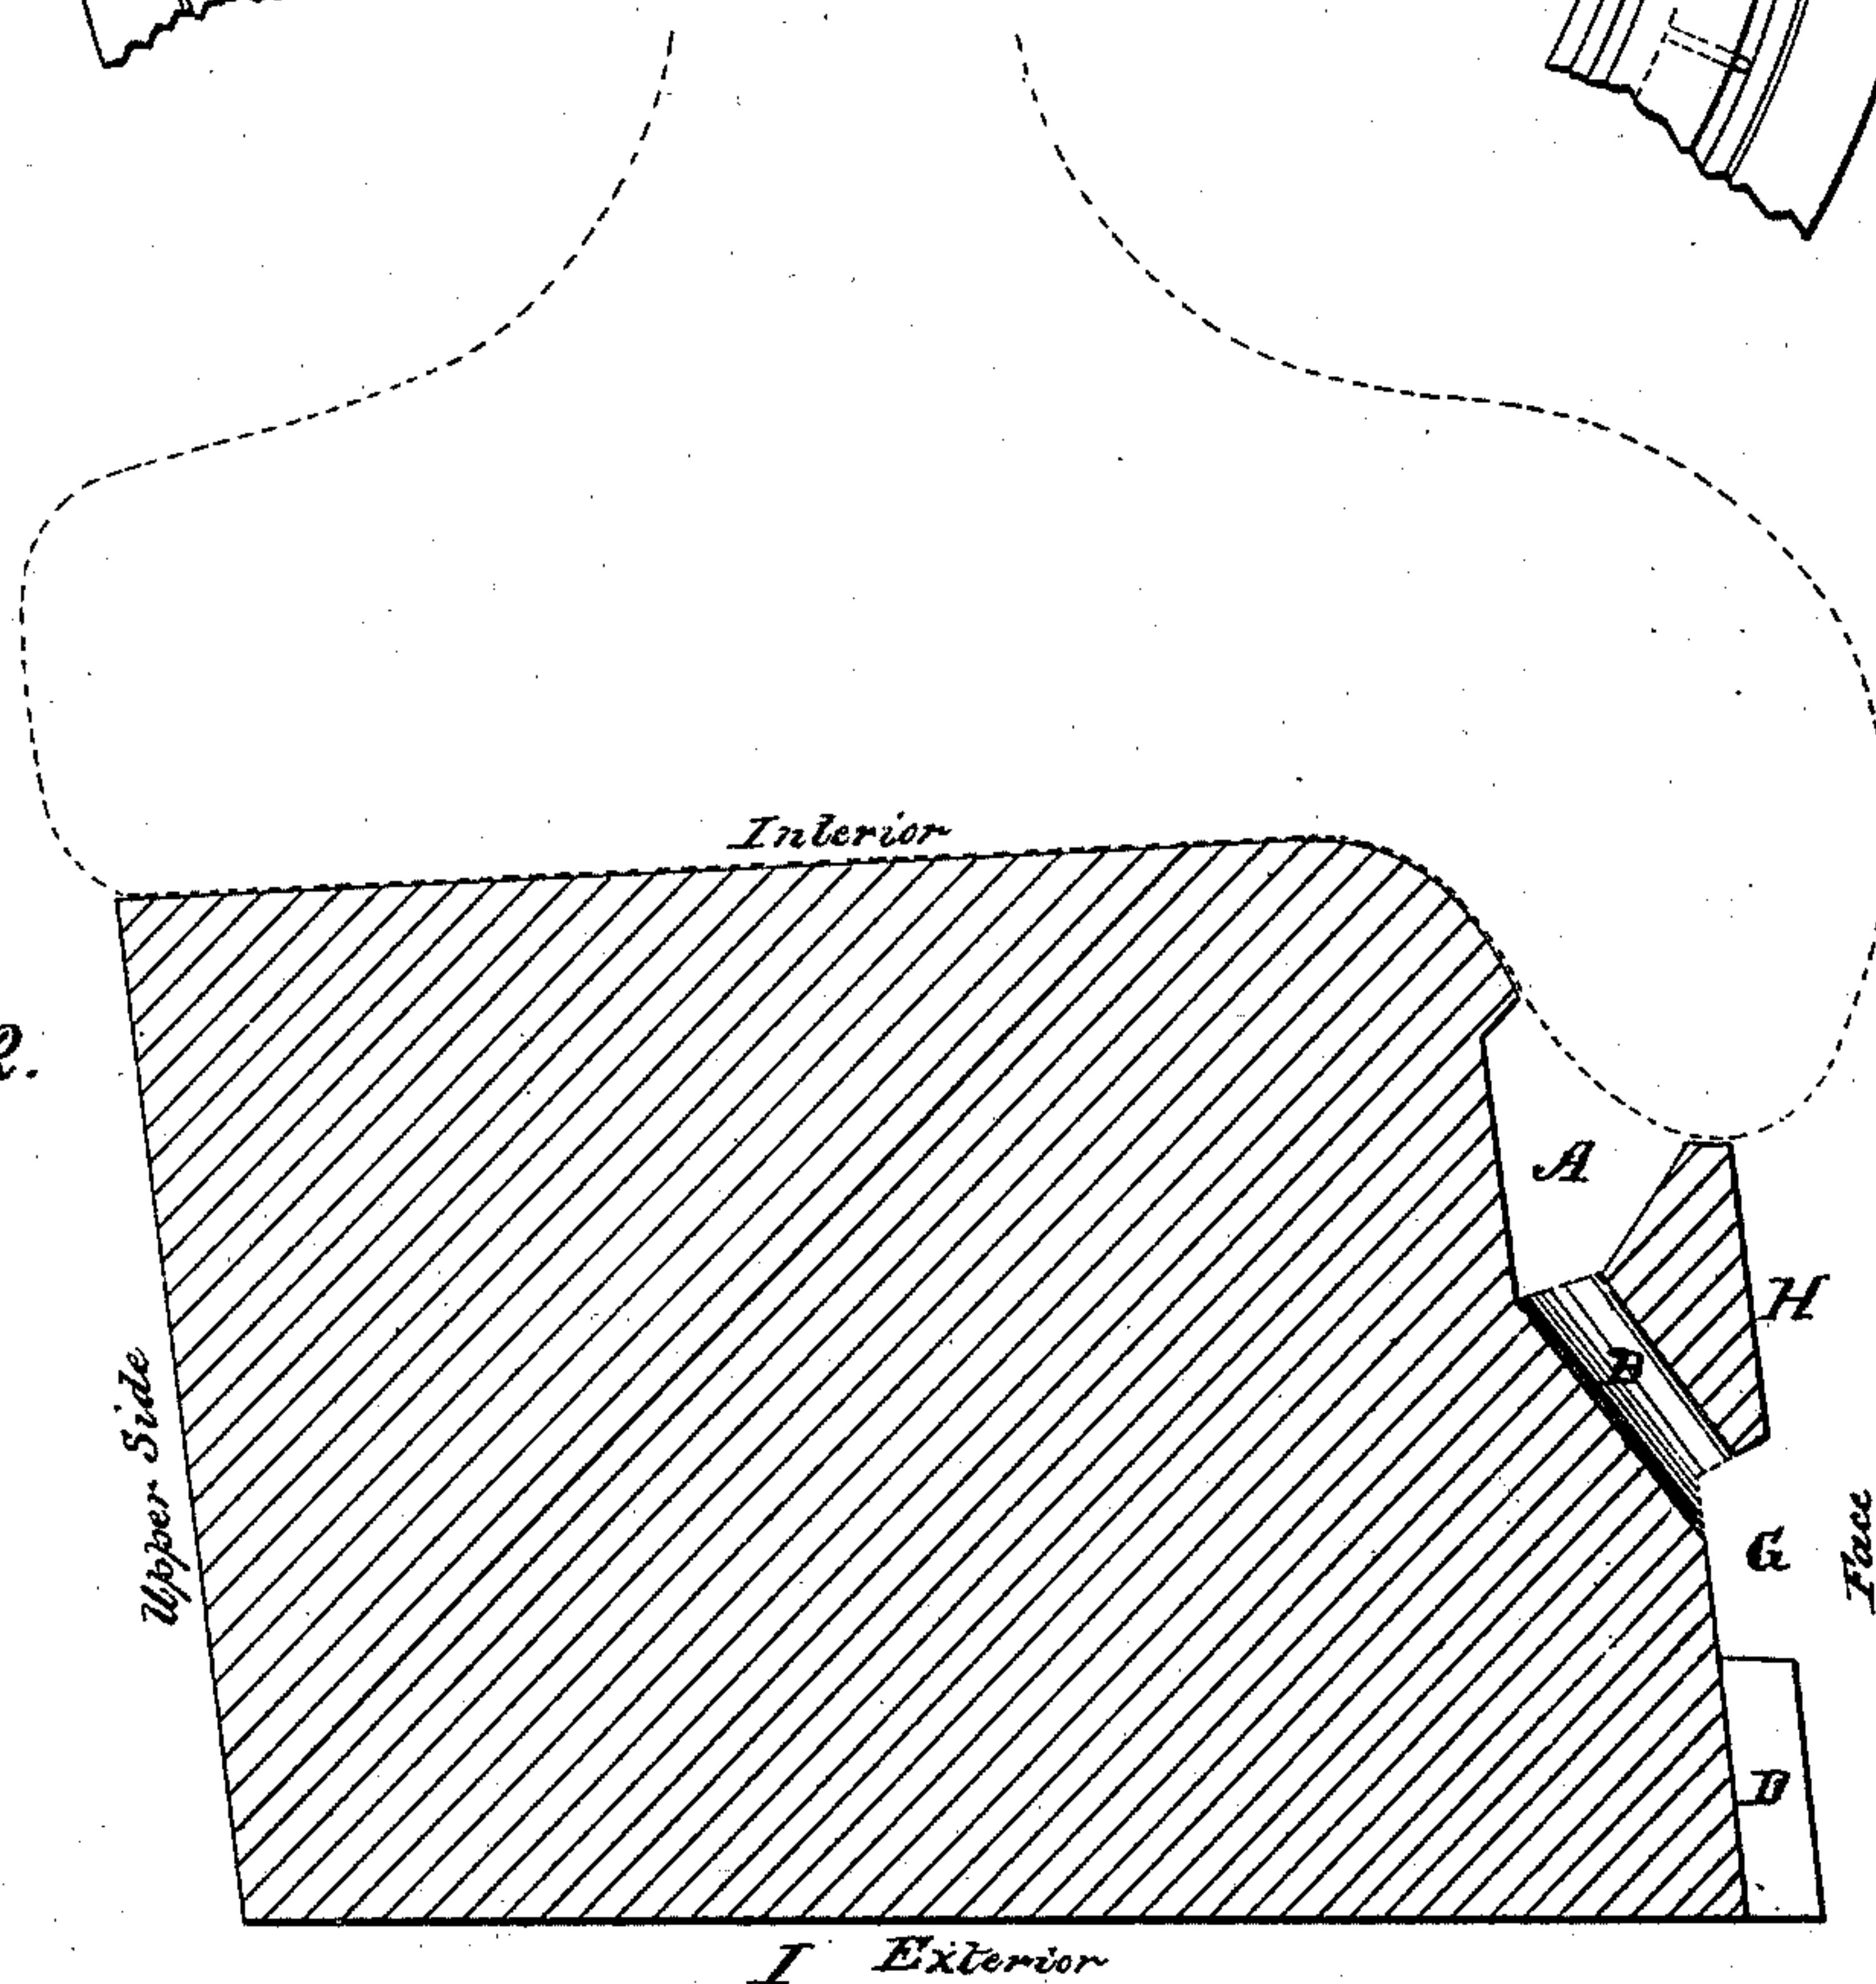 Interior
A
H
B
Upper Side
G
Face
D
I Exterior